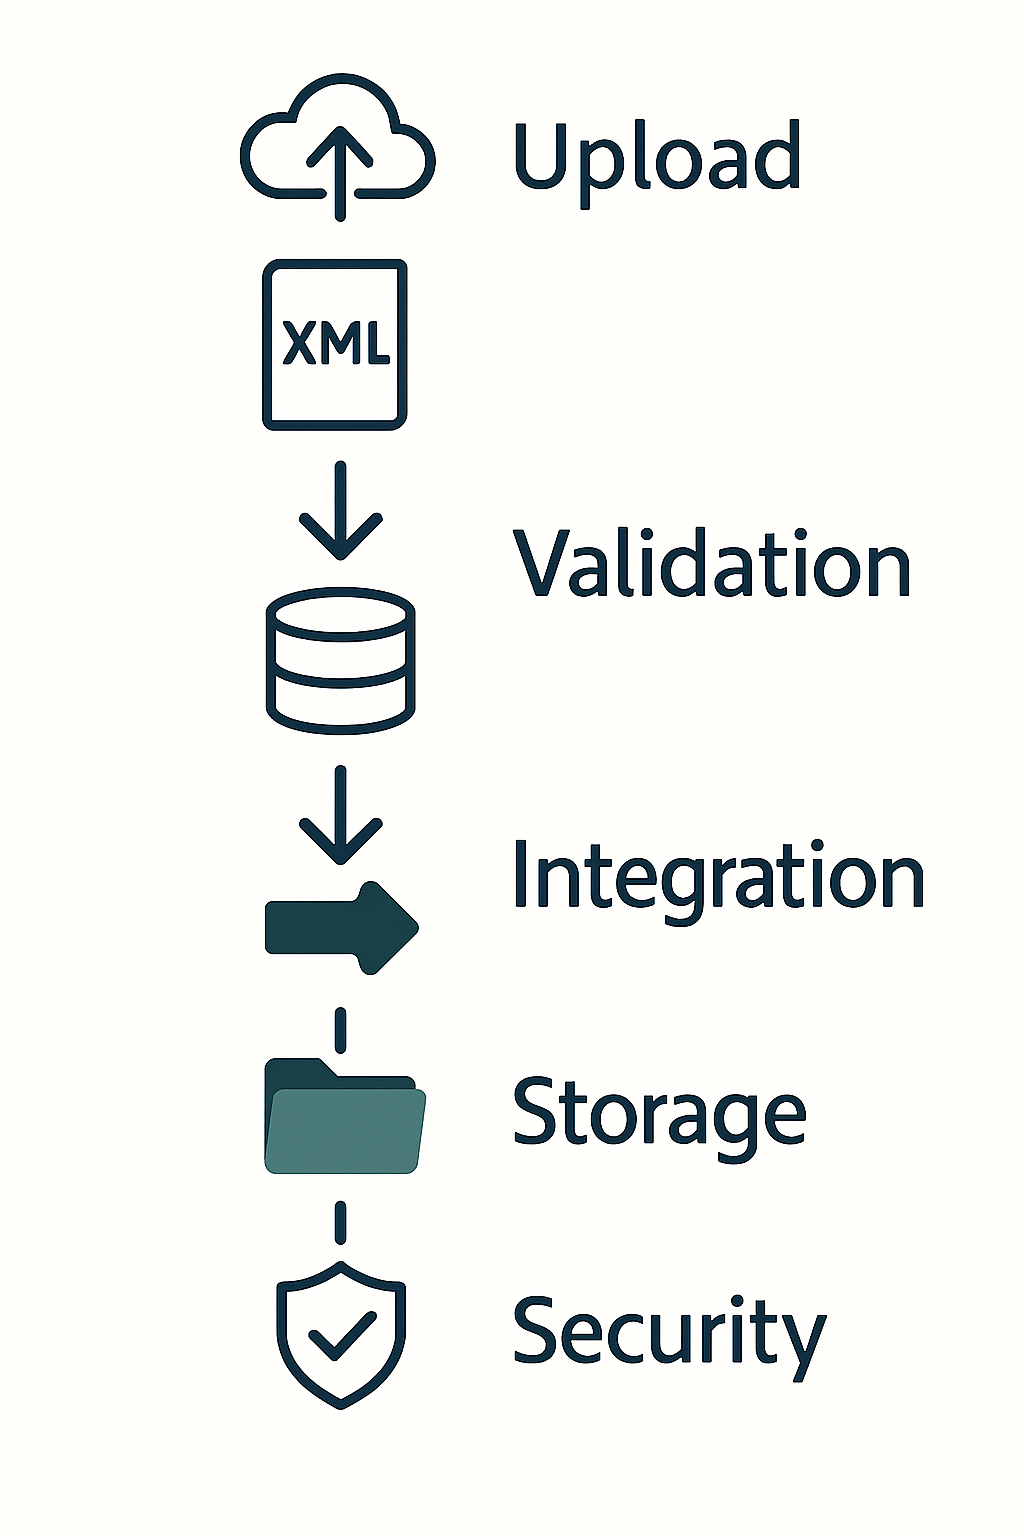 Upload
XML
Validation
Integration
Storage
Security